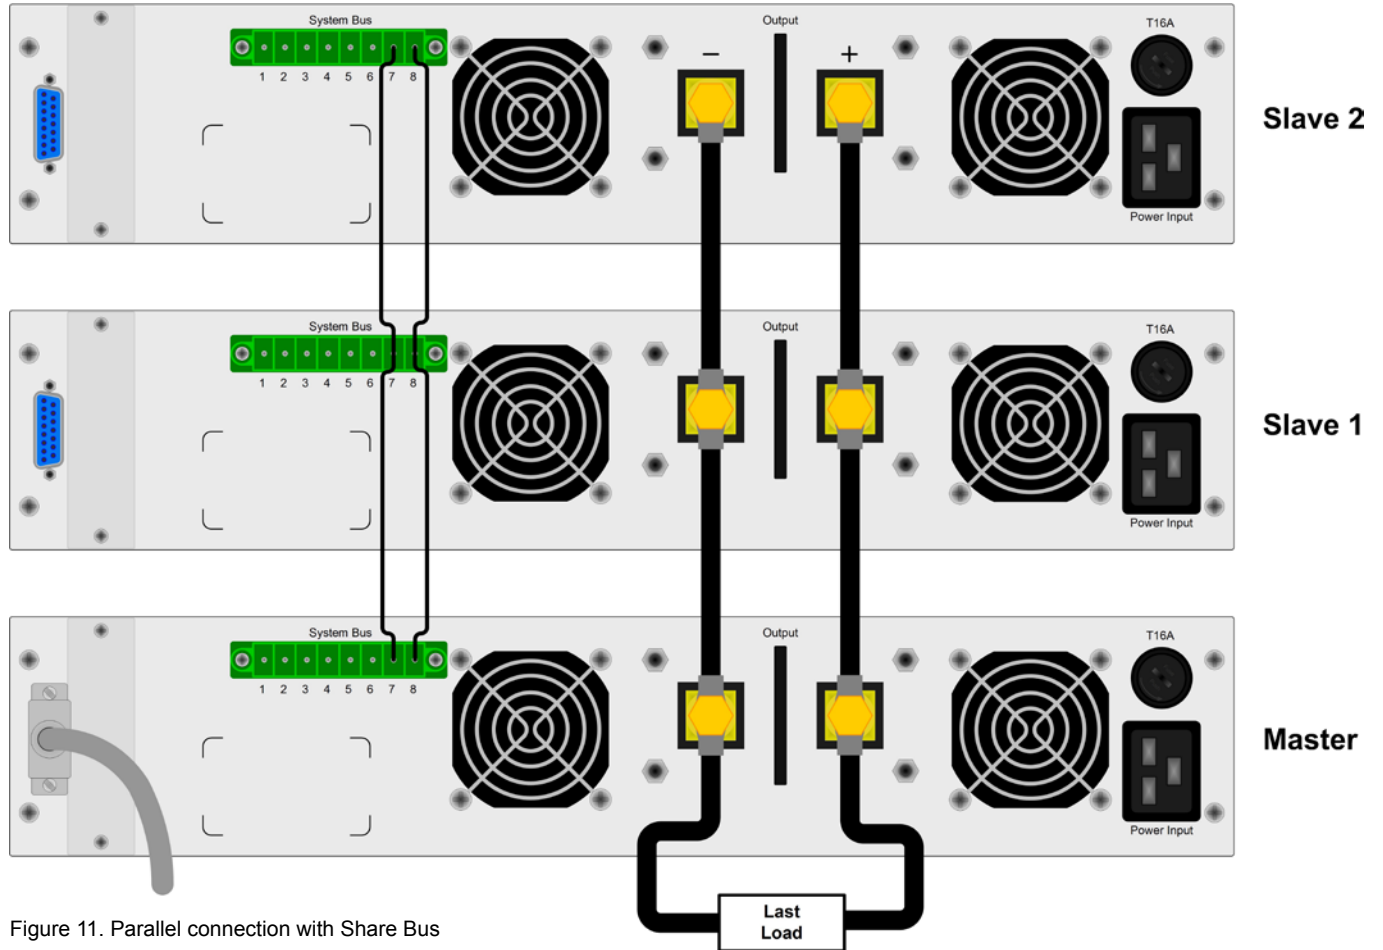 System Bus
Output
T16A
− +
1 2 3 4 5 6 7 8
Slave 2
Power Input
System Bus
Output
T16A
1 2 3 4 5 6 7 8
Slave 1
Power Input
System Bus
Output
T16A
1 2 3 4 5 6 7 8
Master
Power Input
Last
Load
Figure 11. Parallel connection with Share Bus